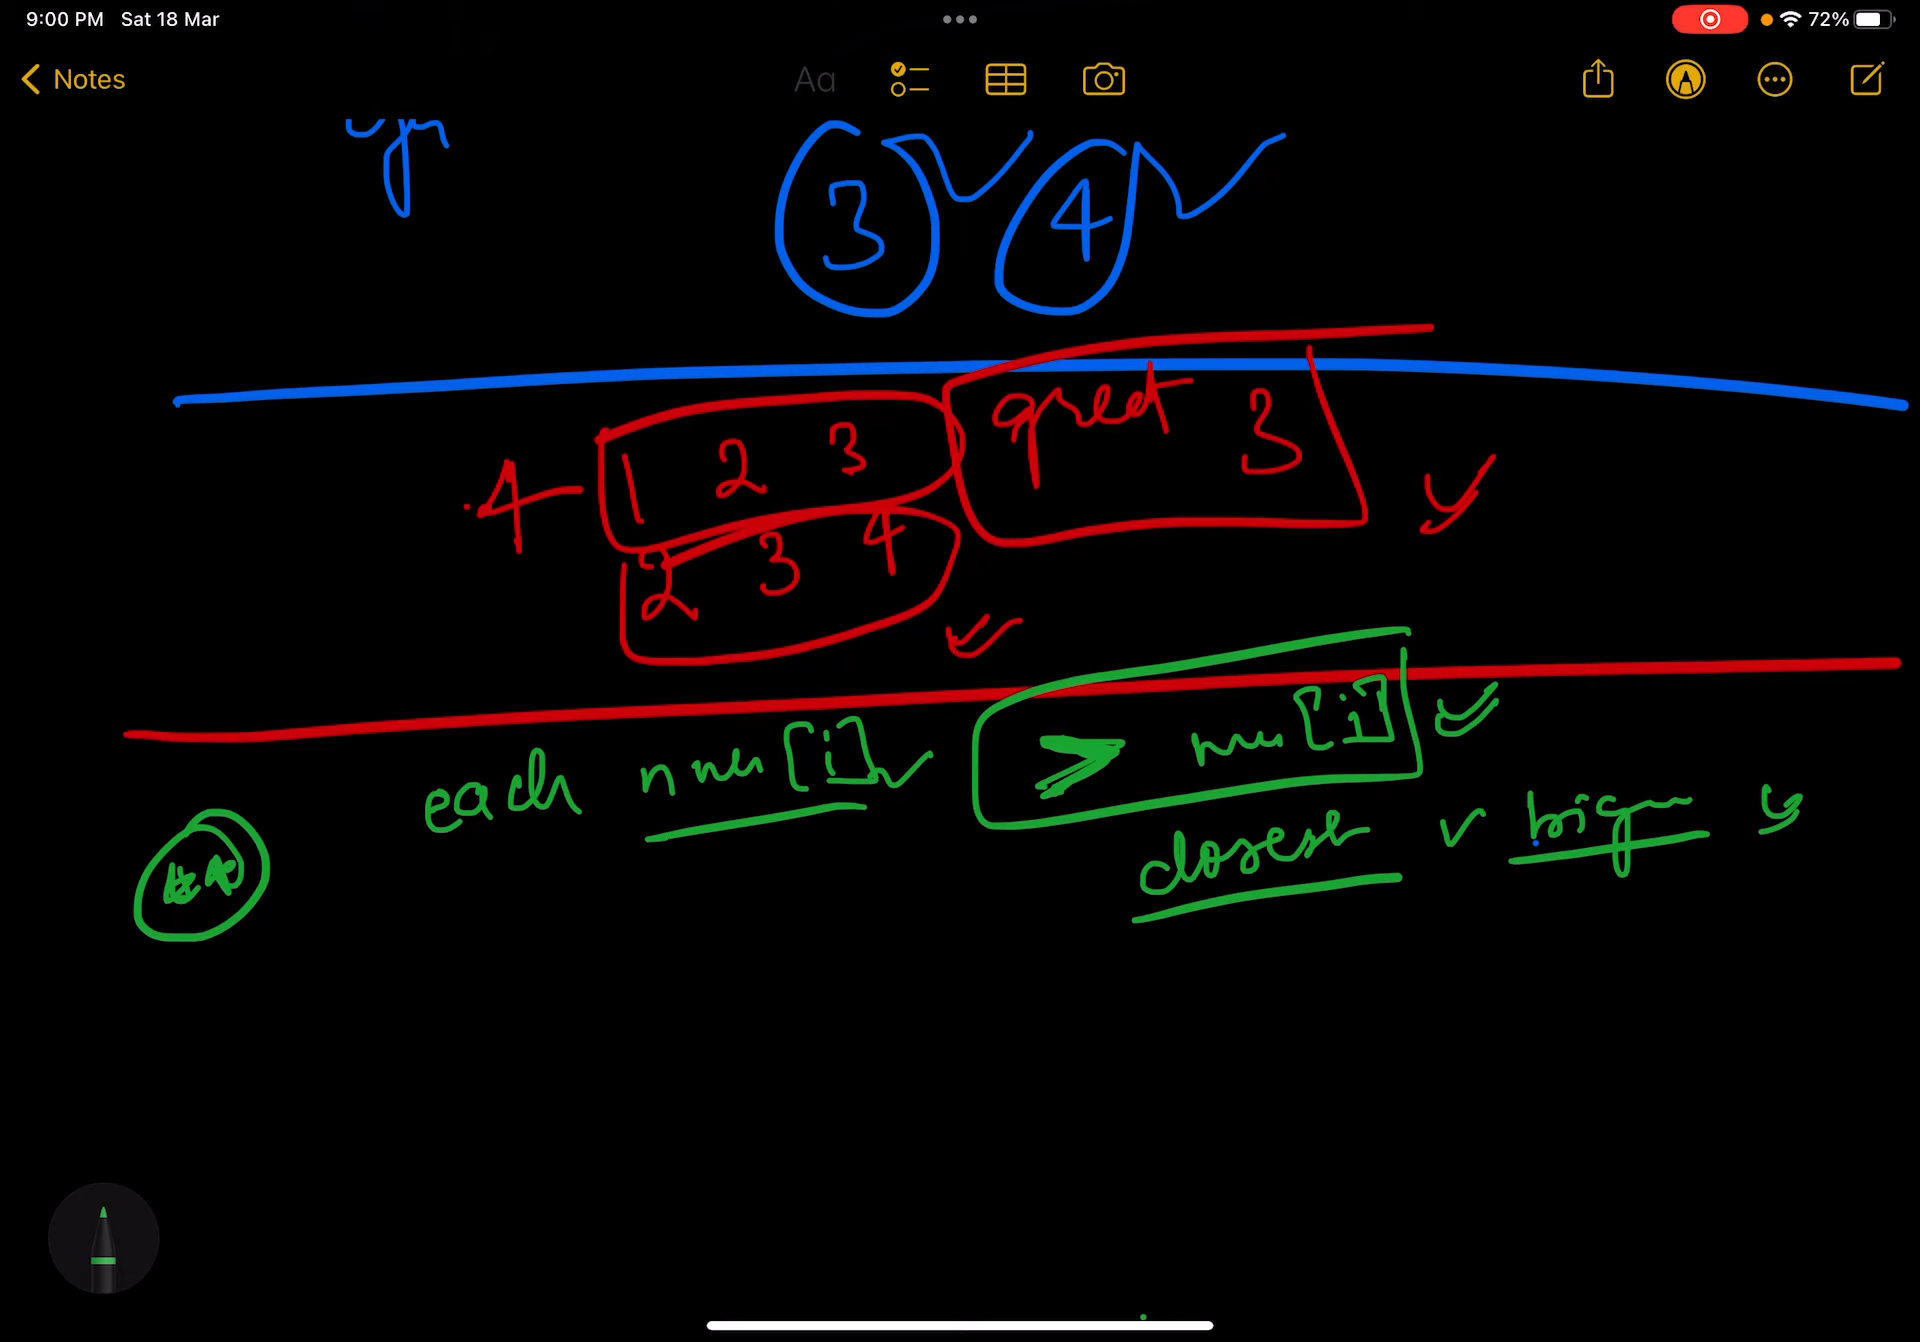 9:00 PM Sat 18 Mar 72%
Notes Aa
3 4
4 1 2 3 great 3
2 3 4
each num[i] > num[i]
closest big